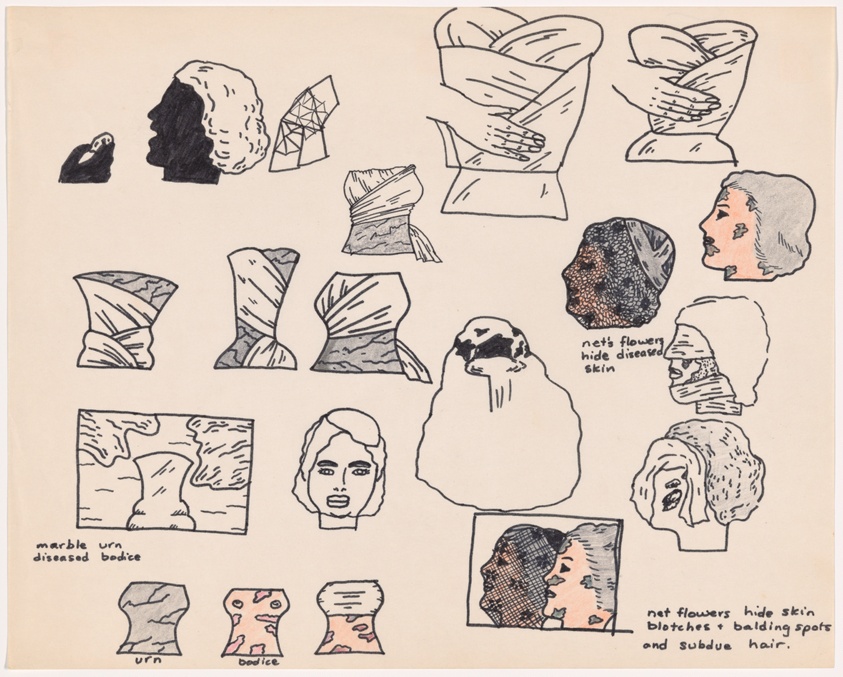 net's flowers
hide diseased
skin
marble urn
diseased bodice
net flowers hide skin
blotches + balding spots
and subdue hair.
urn
bodice